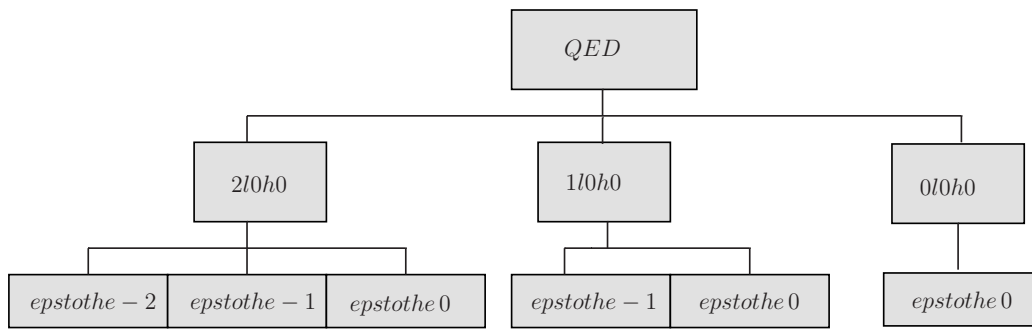 QED
2l0h0
1l0h0
0l0h0
epstothe − 2
epstothe − 1
epstothe 0
epstothe − 1
epstothe 0
epstothe 0